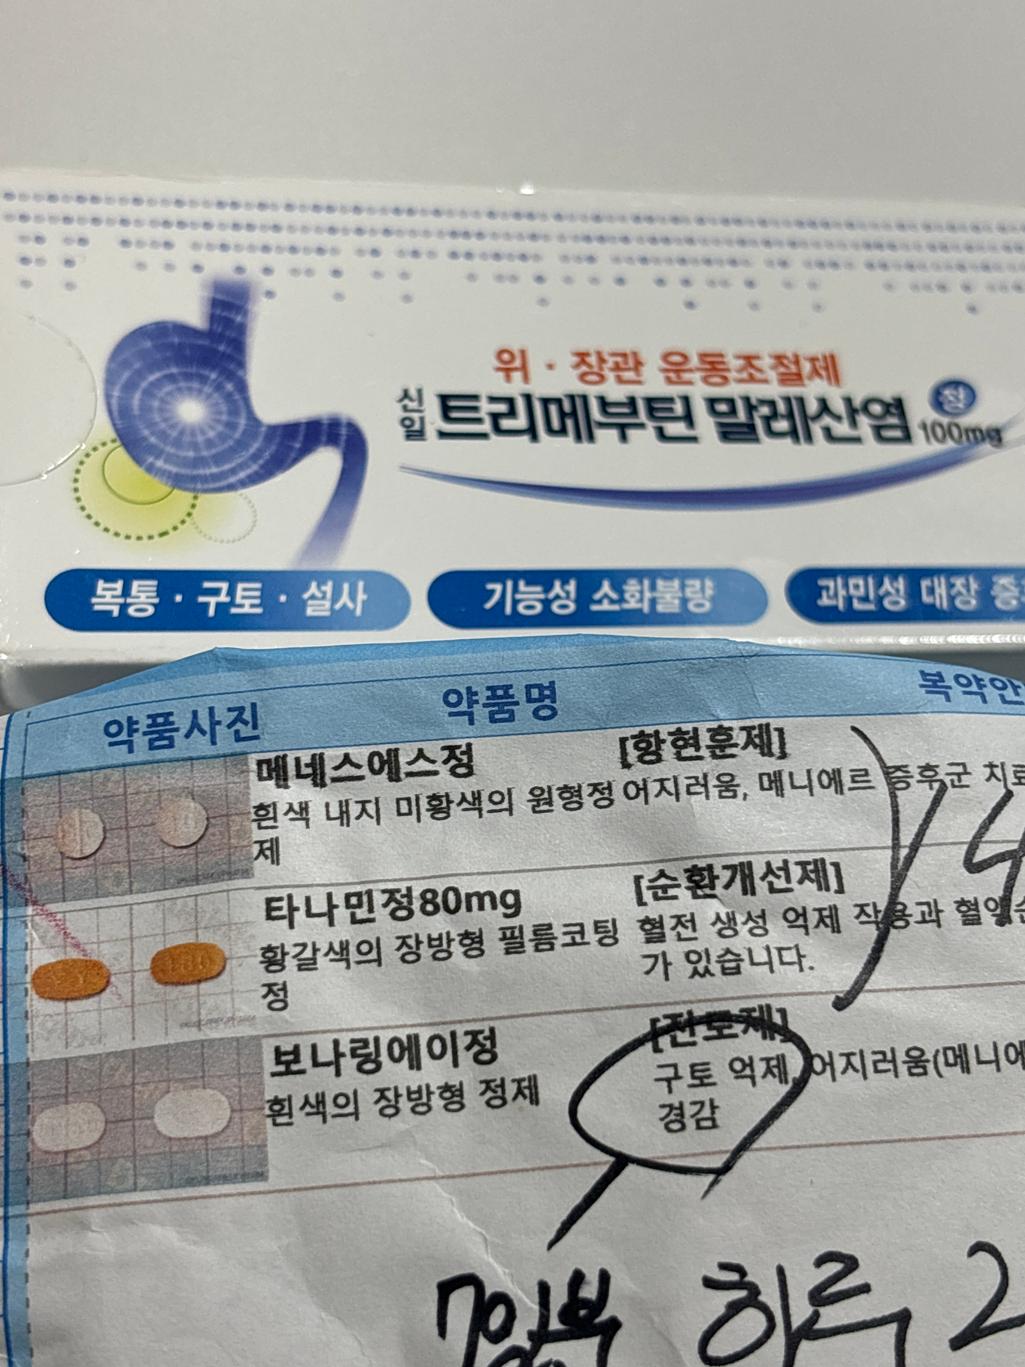 위·장관 운동조절제
신일 트리메부틴 말레산염 정 100mg
복통·구토·설사 기능성 소화불량 과민성 대장 증
약품사진 약품명 복약안
메네스에스정 [항현훈제]
흰색 내지 미황색의 원형정 어지러움, 메니에르 증후군 치료
제
타나민정80mg [순환개선제]
황갈색의 장방형 필름코팅 혈전 생성 억제 작용과 혈액순
정 가 있습니다.
보나링에이정 [진토제]
흰색의 장방형 정제 구토 억제, 어지러움(메니에
경감
하루 2